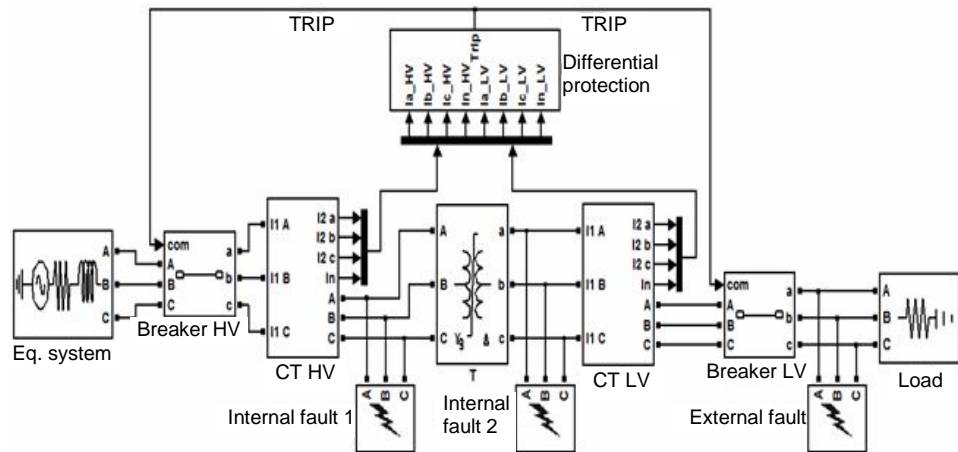 TRIP TRIP
Trip
Ia_HV
Ib_HV
Ic_HV
In_HV
Ia_LV
Ib_LV
Ic_LV
In_LV
Differential
protection
A
B
C
Eq. system
com
A
B
C
a
b
c
Breaker HV
I1 A
I1 B
I1 C
I2 a
I2 b
I2 c
In
A
B
C
CT HV
A B C
Internal fault 1
A
B
C
Yg Δ
a
b
c
T
A B C
Internal
fault 2
I1 A
I1 B
I1 C
I2 a
I2 b
I2 c
In
A
B
C
CT LV
com
A
B
C
a
b
c
Breaker LV
A B C
External fault
A
B
C
Load